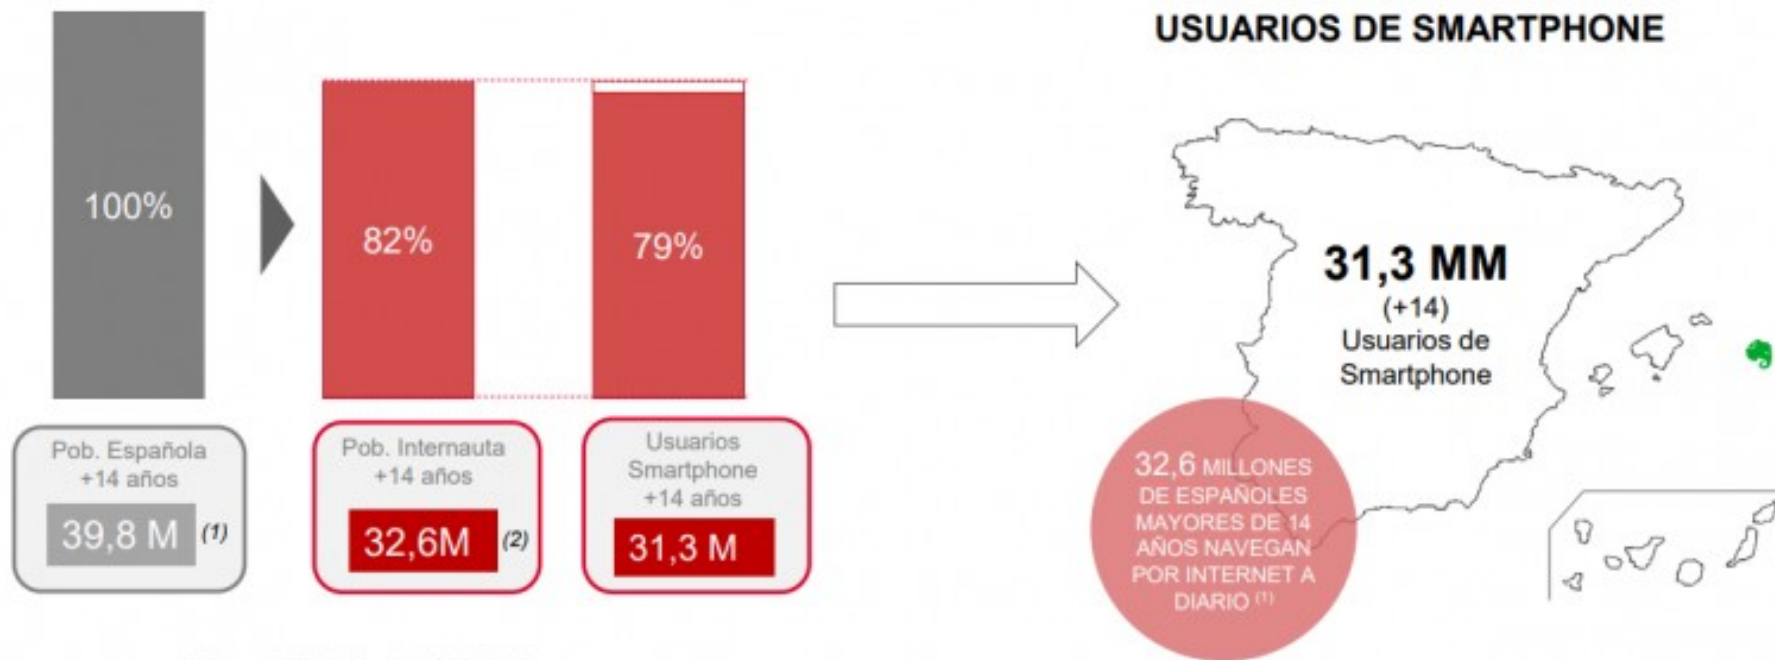 USUARIOS DE SMARTPHONE
100%
82%
79%
Pob. Española
+14 años
39,8 M (1)
Pob. Internauta
+14 años
32,6M (2)
Usuarios
Smartphone
+14 años
31,3 M
31,3 MM
(+14)
Usuarios de
Smartphone
32,6 MILLONES
DE ESPAÑOLES
MAYORES DE 14
AÑOS NAVEGAN
POR INTERNET A
DIARIO (1)